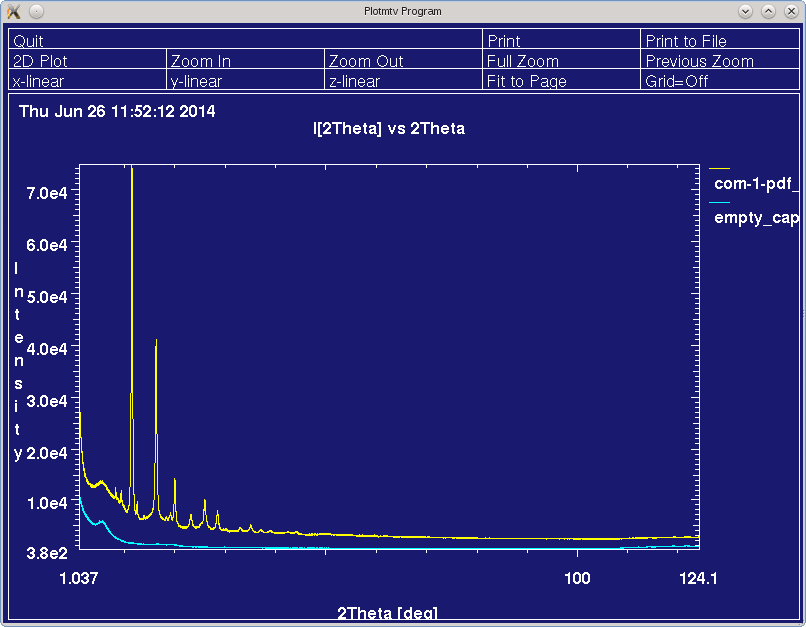 Plotmtv Program
Quit Print Print to File
2D Plot Zoom In Zoom Out Full Zoom Previous Zoom
x-linear y-linear z-linear Fit to Page Grid=Off
Thu Jun 26 11:52:12 2014
I[2Theta] vs 2Theta
7.0e4
6.0e4
5.0e4
4.0e4
3.0e4
2.0e4
1.0e4
3.8e2
Intensity
com-1-pdf_
empty_cap
1.037 100 124.1
2Theta [deg]